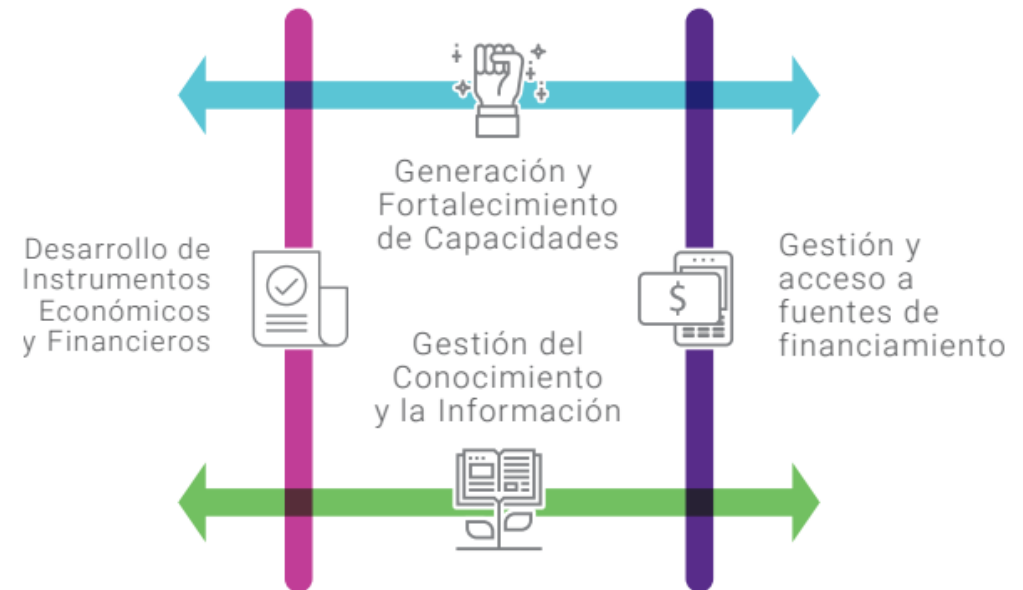 Generación y
Fortalecimiento
de Capacidades
Desarrollo de
Instrumentos
Económicos
y Financieros
$
Gestión y
acceso a
fuentes de
financiamiento
Gestión del
Conocimiento
y la Información